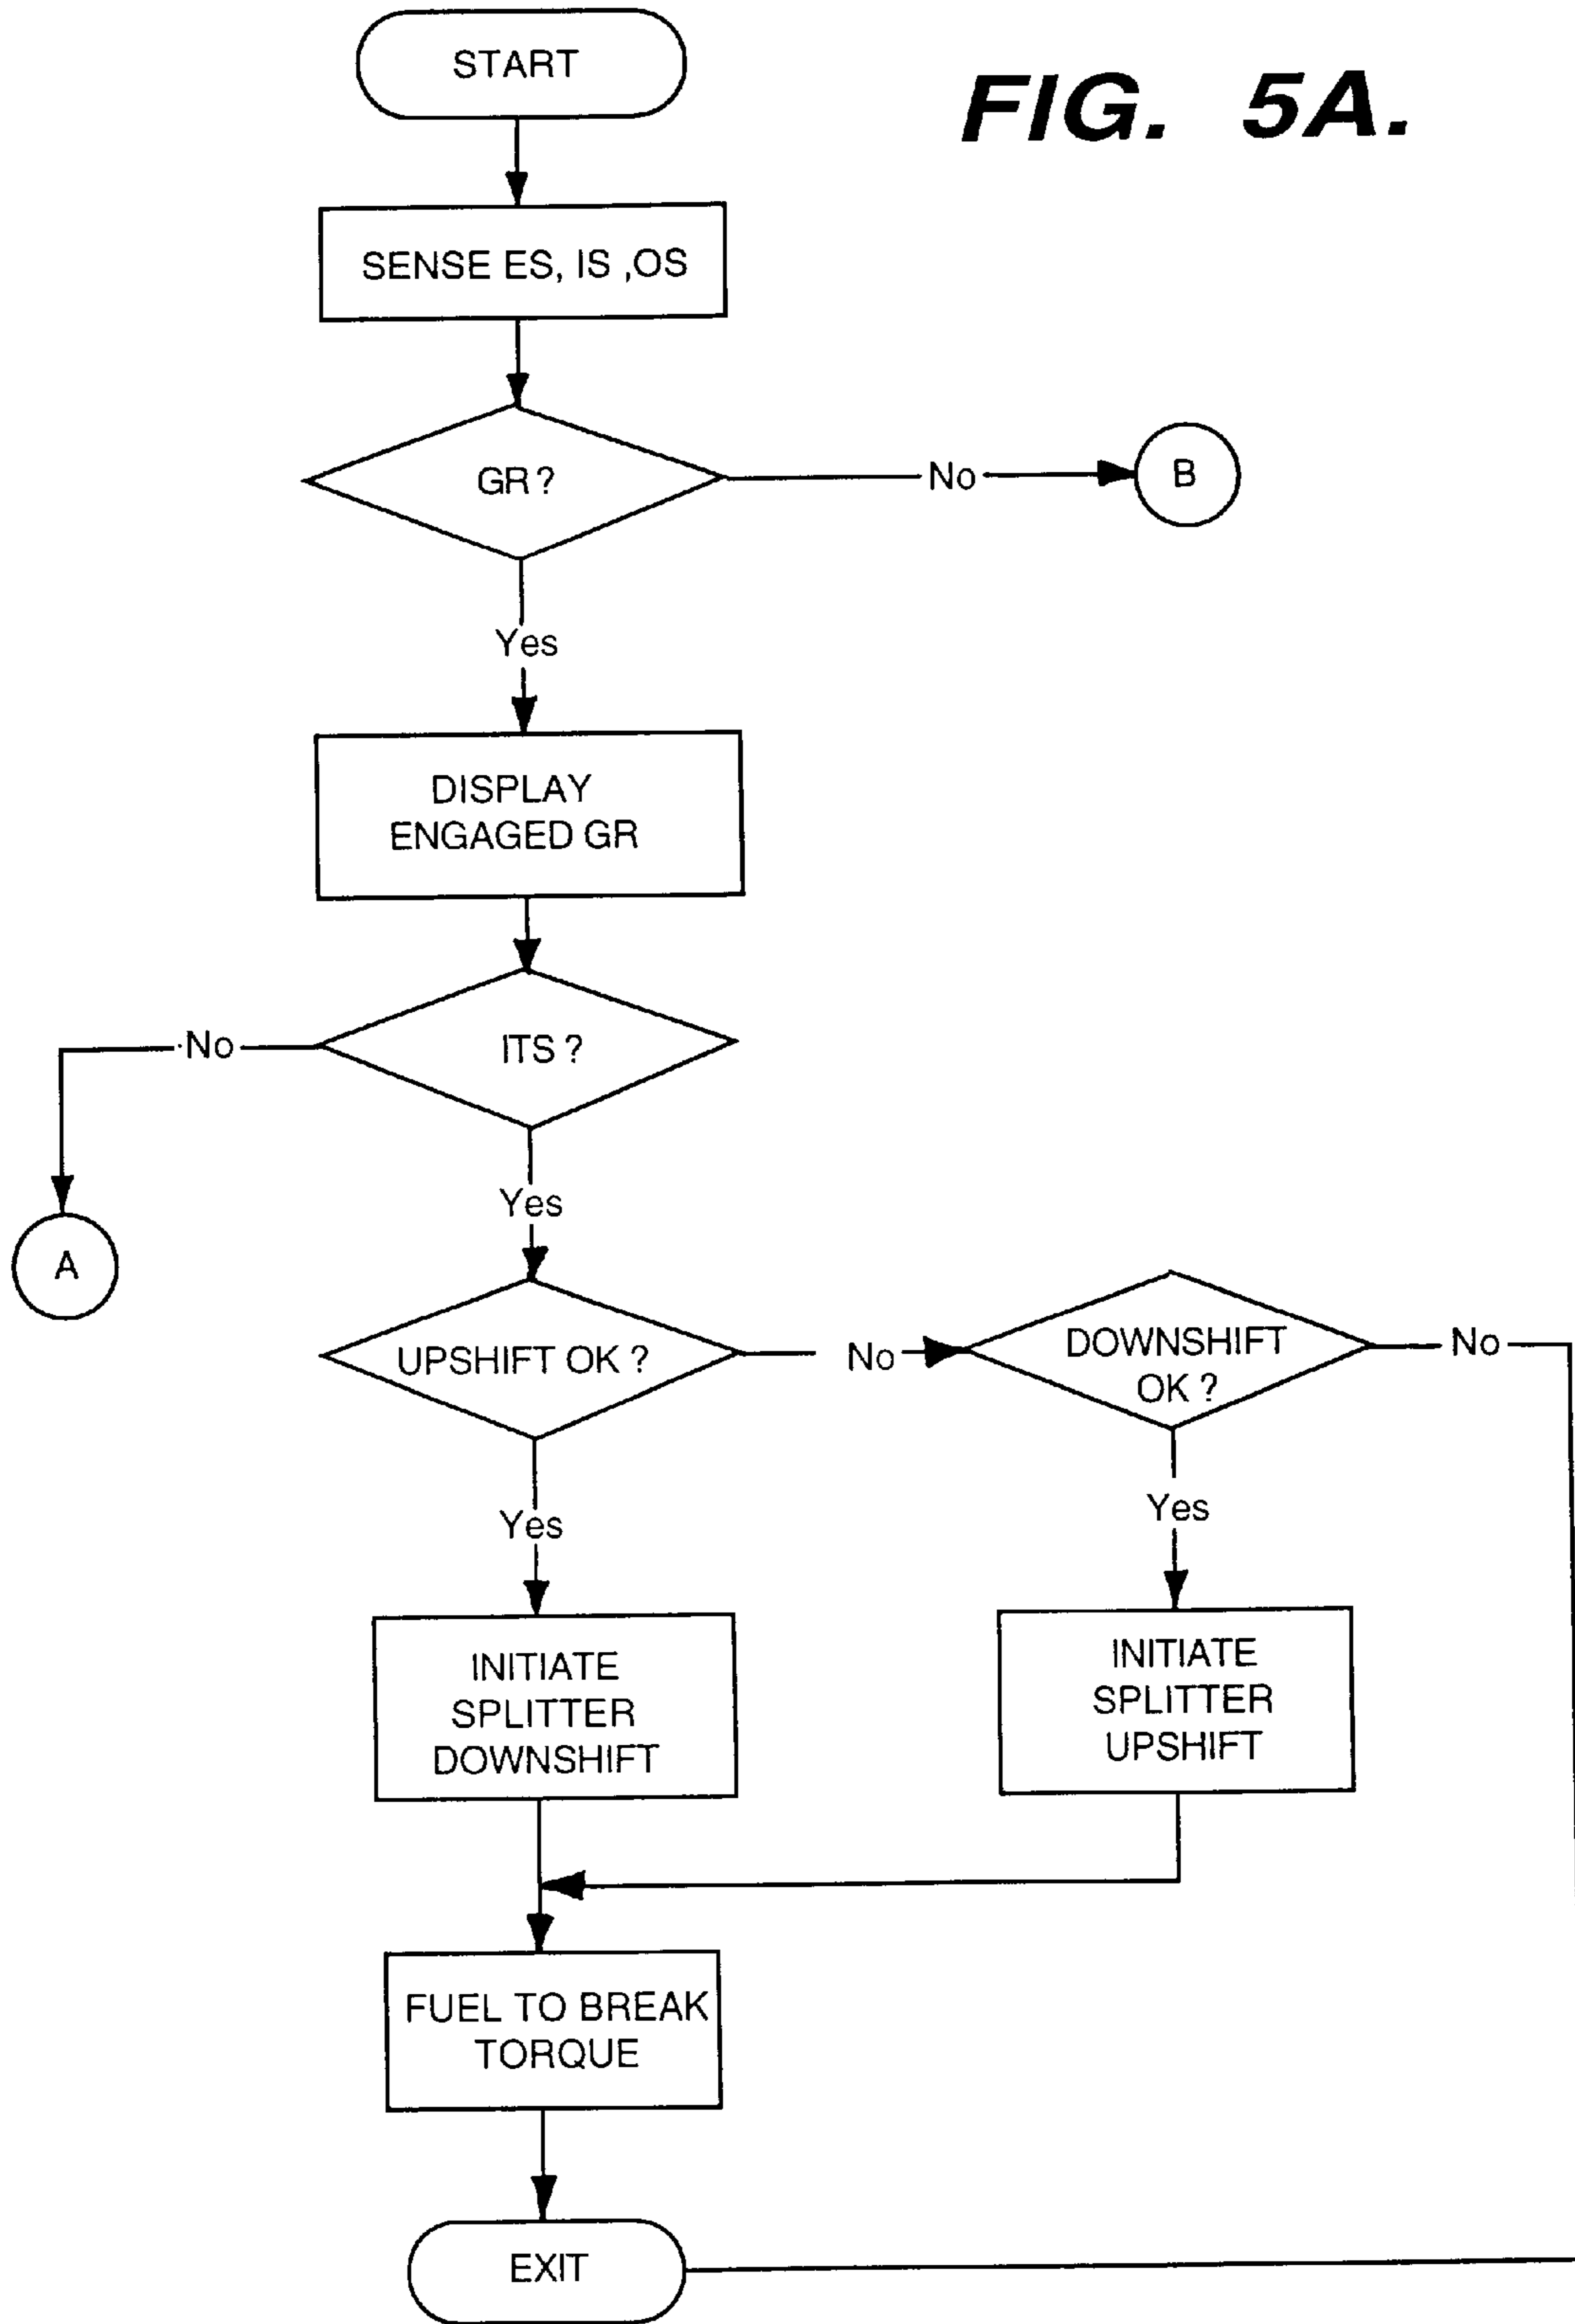 START
FIG. 5A.
SENSE ES, IS ,OS
GR ?
No
B
Yes
DISPLAY
ENGAGED GR
No
ITS ?
Yes
A
UPSHIFT OK ?
No
DOWNSHIFT
OK ?
No
Yes
Yes
INITIATE
SPLITTER
DOWNSHIFT
INITIATE
SPLITTER
UPSHIFT
FUEL TO BREAK
TORQUE
EXIT